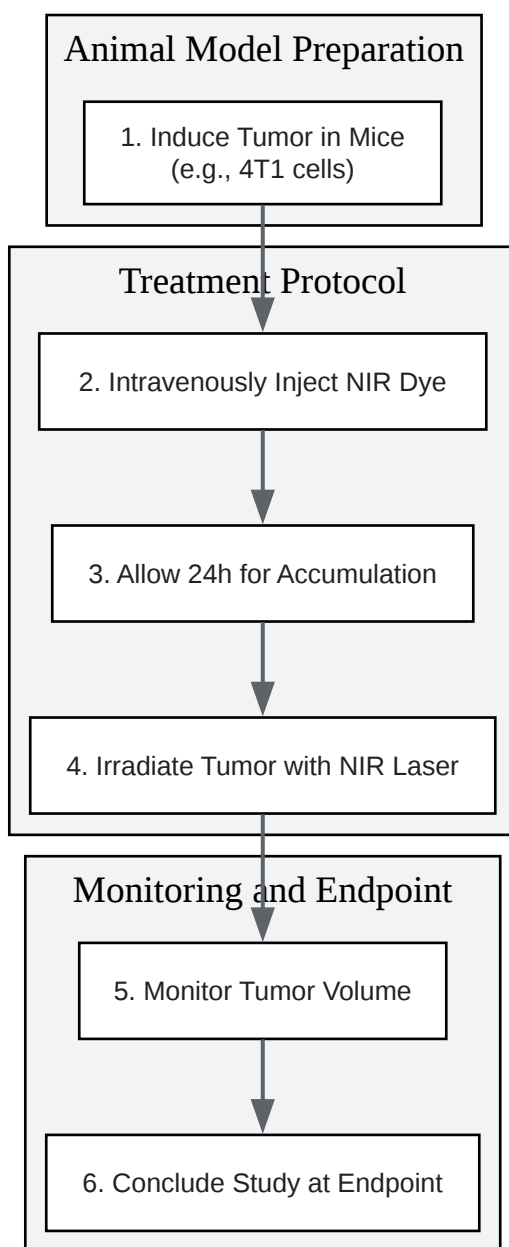 Animal Model Preparation
1. Induce Tumor in Mice
(e.g., 4T1 cells)
Treatment Protocol
2. Intravenously Inject NIR Dye
3. Allow 24h for Accumulation
4. Irradiate Tumor with NIR Laser
Monitoring and Endpoint
5. Monitor Tumor Volume
6. Conclude Study at Endpoint